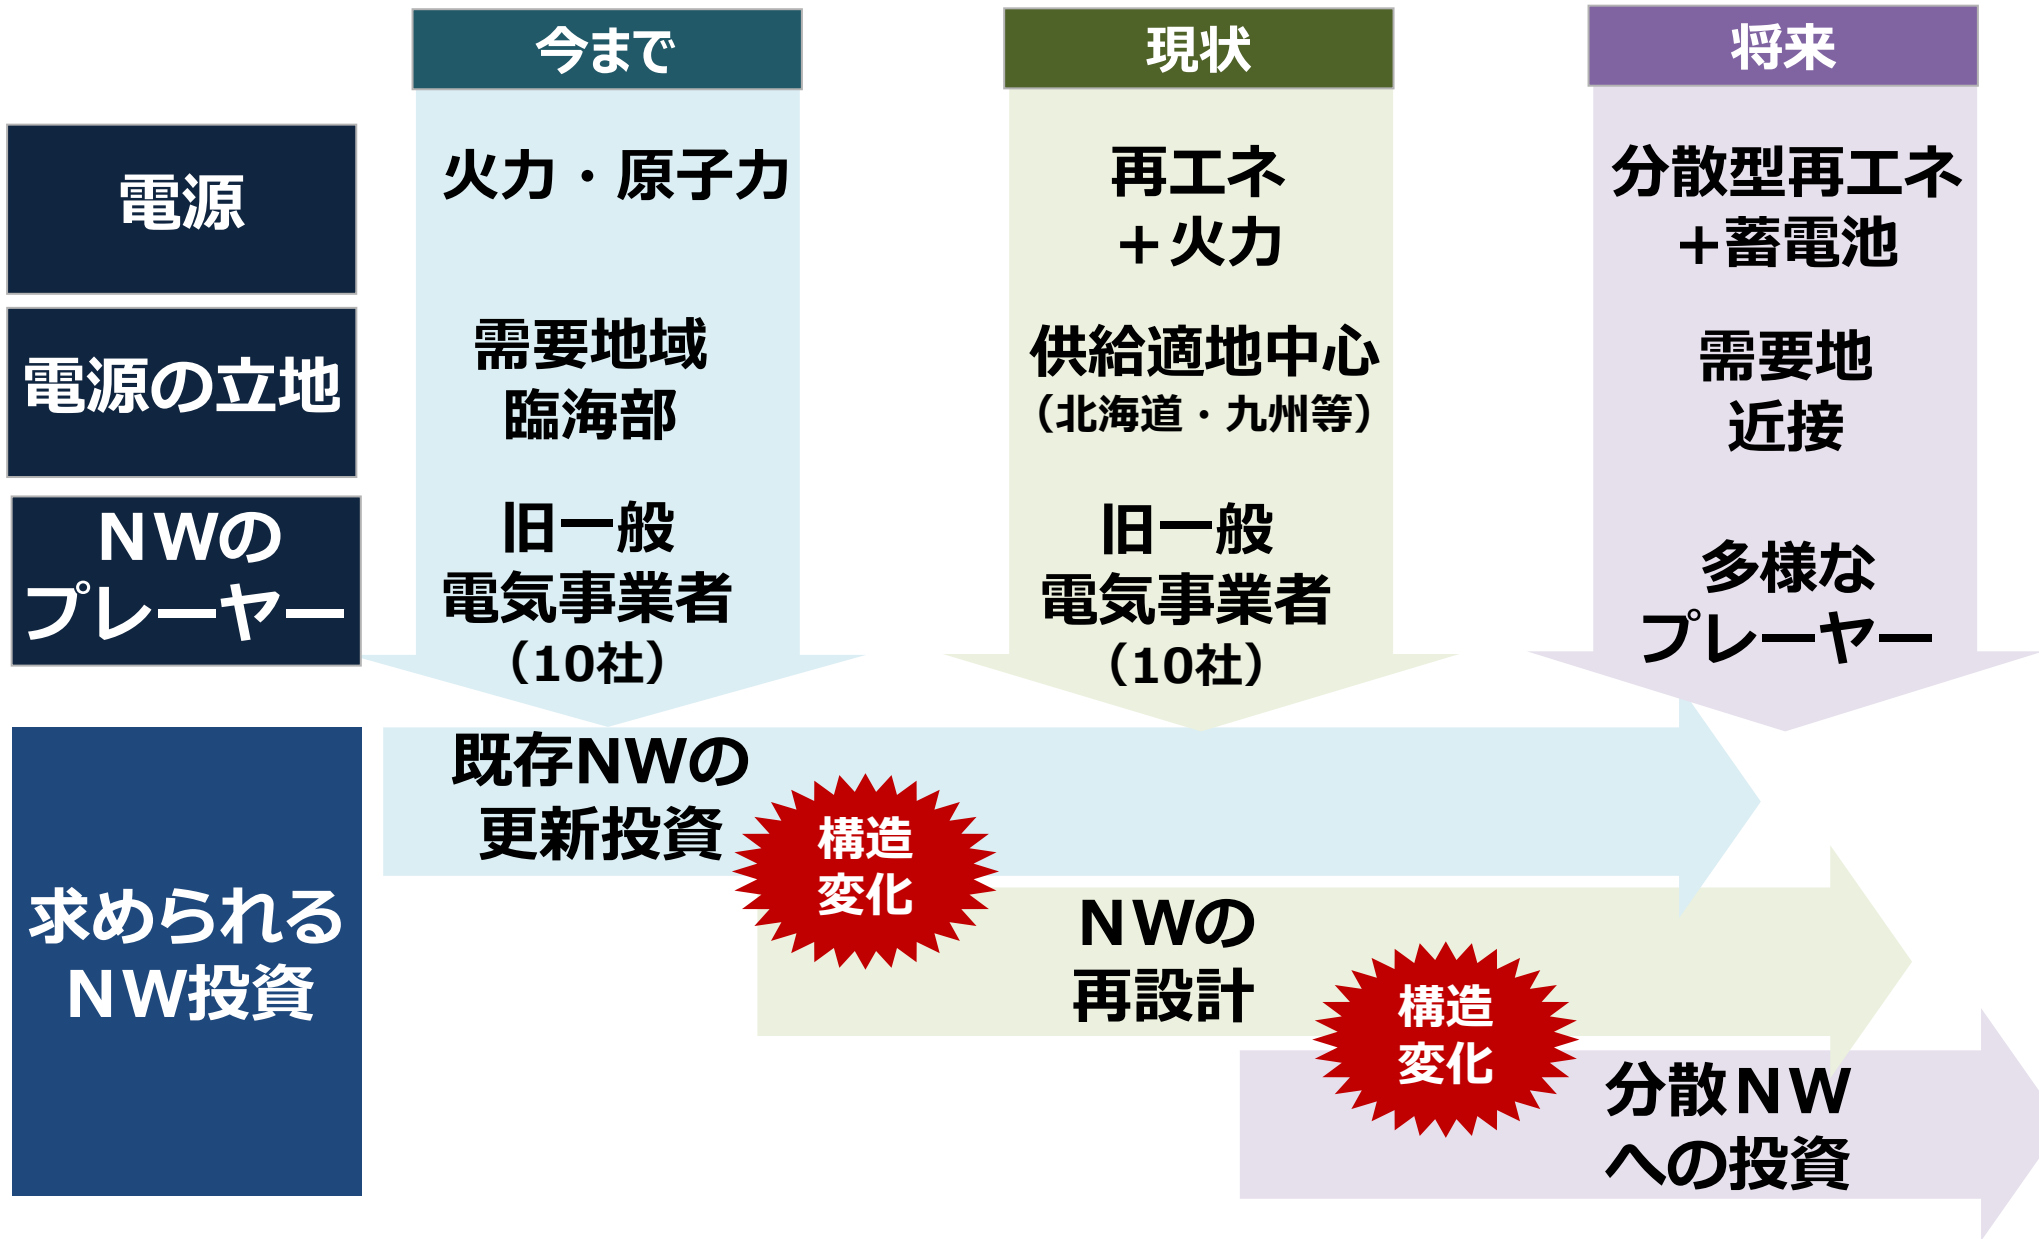 今まで
現状
将来
電源
火力・原子力
再エネ
+火力
分散型再エネ
+蓄電池
電源の立地
需要地域
臨海部
供給適地中心
（北海道・九州等）
需要地
近接
NWの
プレーヤー
旧一般
電気事業者
（10社）
旧一般
電気事業者
（10社）
多様な
プレーヤー
求められる
NW投資
既存NWの
更新投資
構造
変化
NWの
再設計
構造
変化
分散NW
への投資